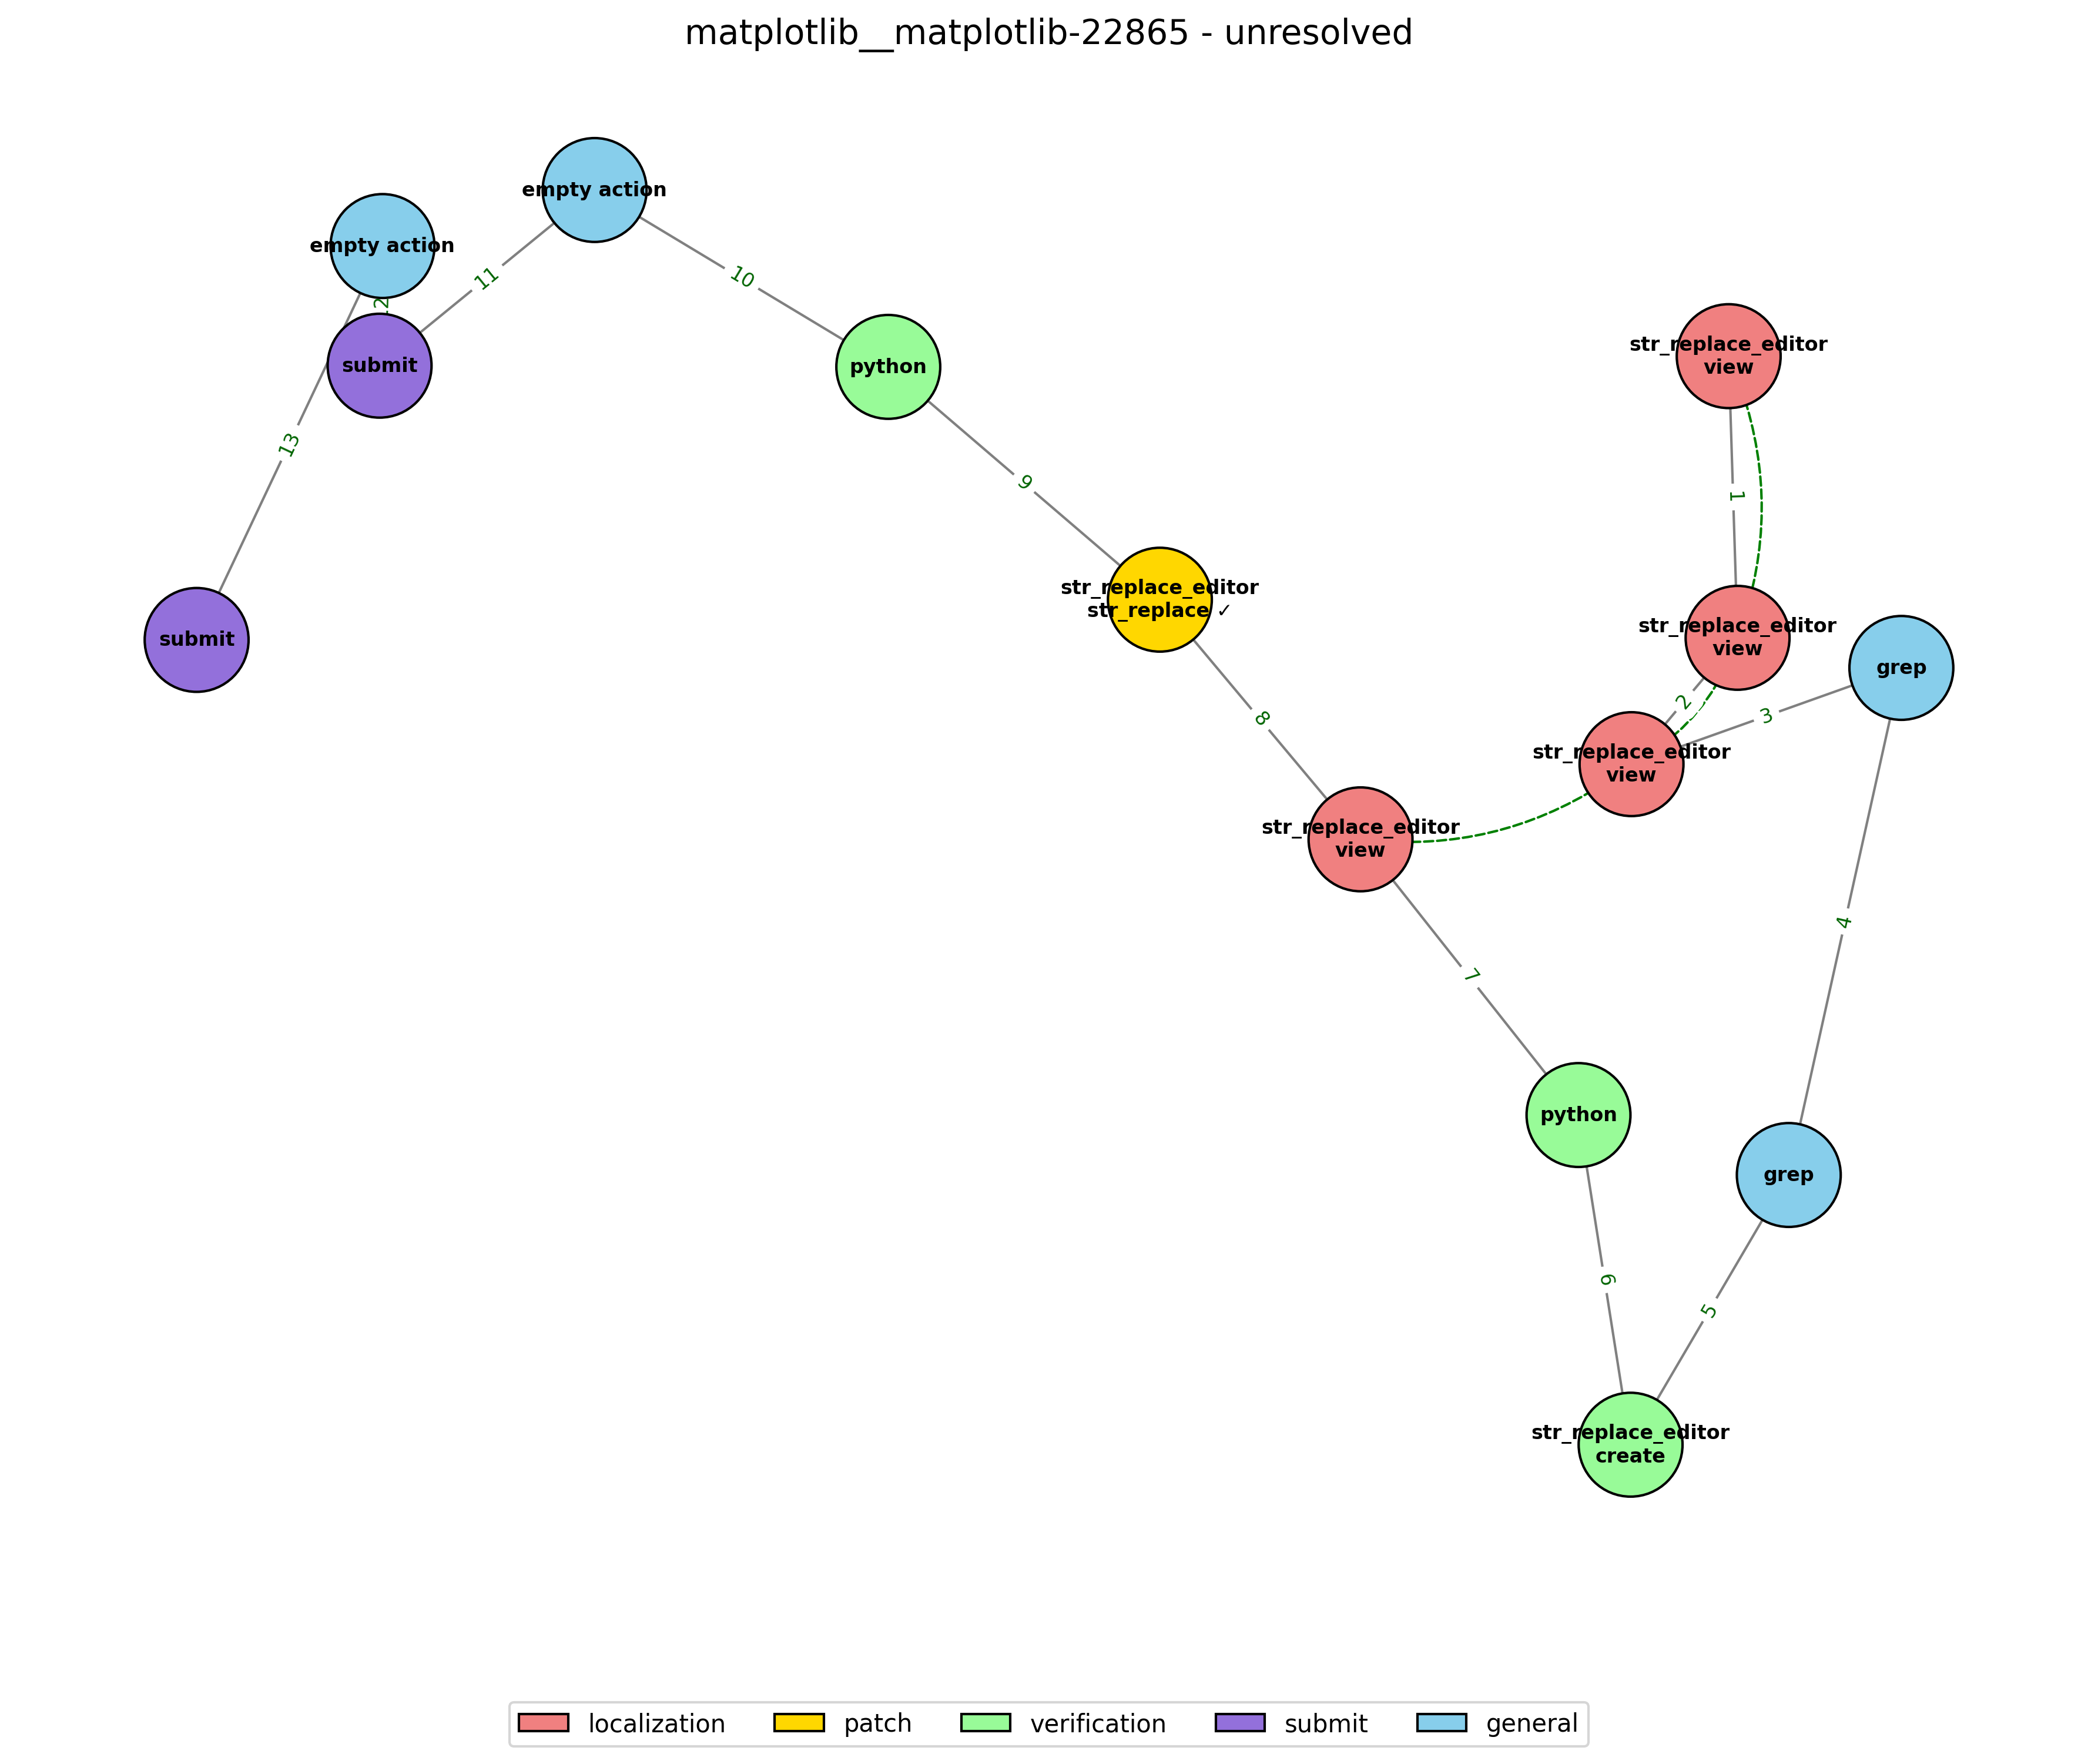 matplotlib__matplotlib-22865 - unresolved
empty action
empty action
2
11
submit
10
python
13
submit
9
str_replace_editor
str_replace ✓
8
str_replace_editor
view
1
str_replace_editor
view
2
grep
3
str_replace_editor
view
str_replace_editor
view
4
7
python
grep
6
5
str_replace_editor
create
localization
patch
verification
submit
general